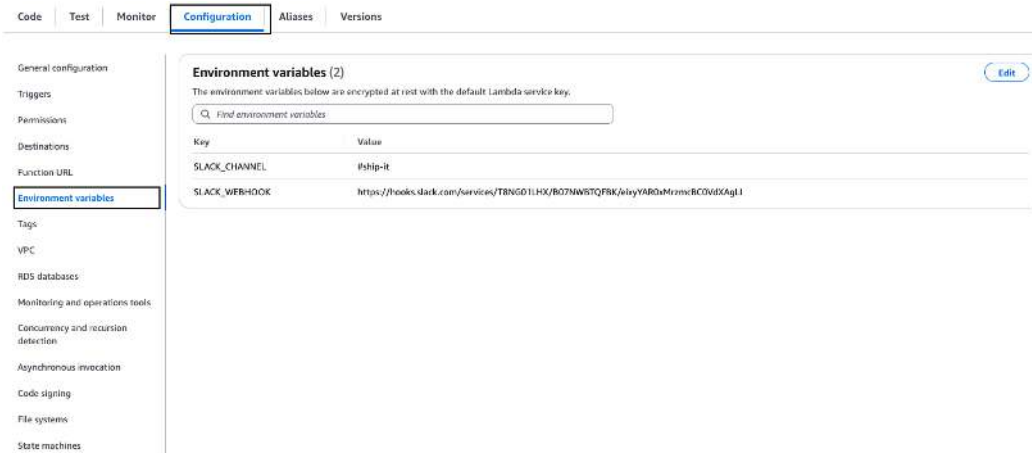 Code Test Monitor Configuration Aliases Versions
General configuration
Triggers
Permissions
Destinations
Function URL
Environment variables
Tags
VPC
RDS databases
Monitoring and operations tools
Concurrency and recursion
detection
Asynchronous invocation
Code signing
File systems
State machines
Environment variables (2)
Edit
The environment variables below are encrypted at rest with the default Lambda service key.
Find environment variables
Key Value
SLACK_CHANNEL #ship-it
SLACK_WEBHOOK